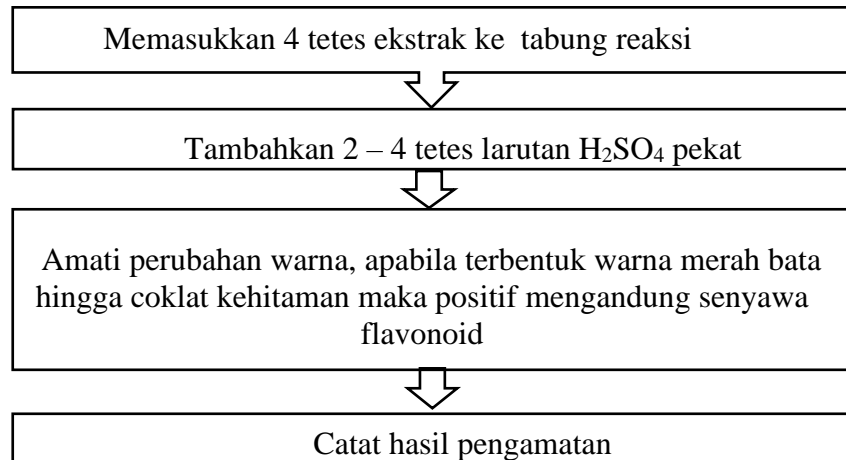 Memasukkan 4 tetes ekstrak ke tabung reaksi
Tambahkan 2 – 4 tetes larutan H₂SO₄ pekat
Amati perubahan warna, apabila terbentuk warna merah bata
hingga coklat kehitaman maka positif mengandung senyawa
flavonoid
Catat hasil pengamatan